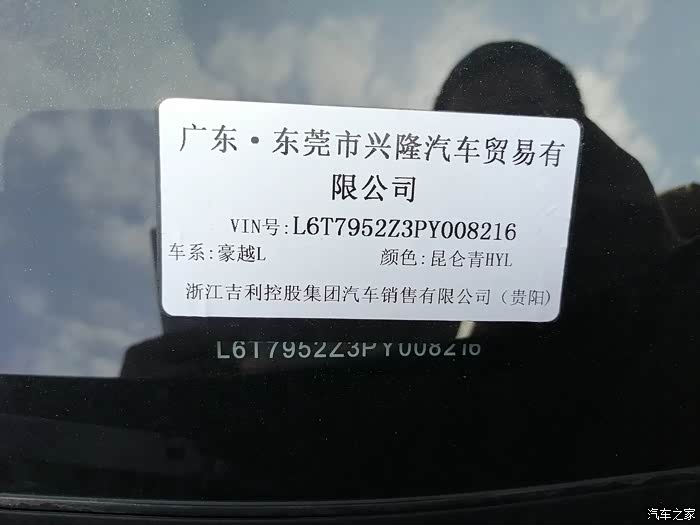 广东·东莞市兴隆汽车贸易有
限公司
VIN号:L6T7952Z3PY008216
车系:豪越L 颜色:昆仑青HYL
浙江吉利控股集团汽车销售有限公司(贵阳)
L6T7952Z3PY008216
汽车之家